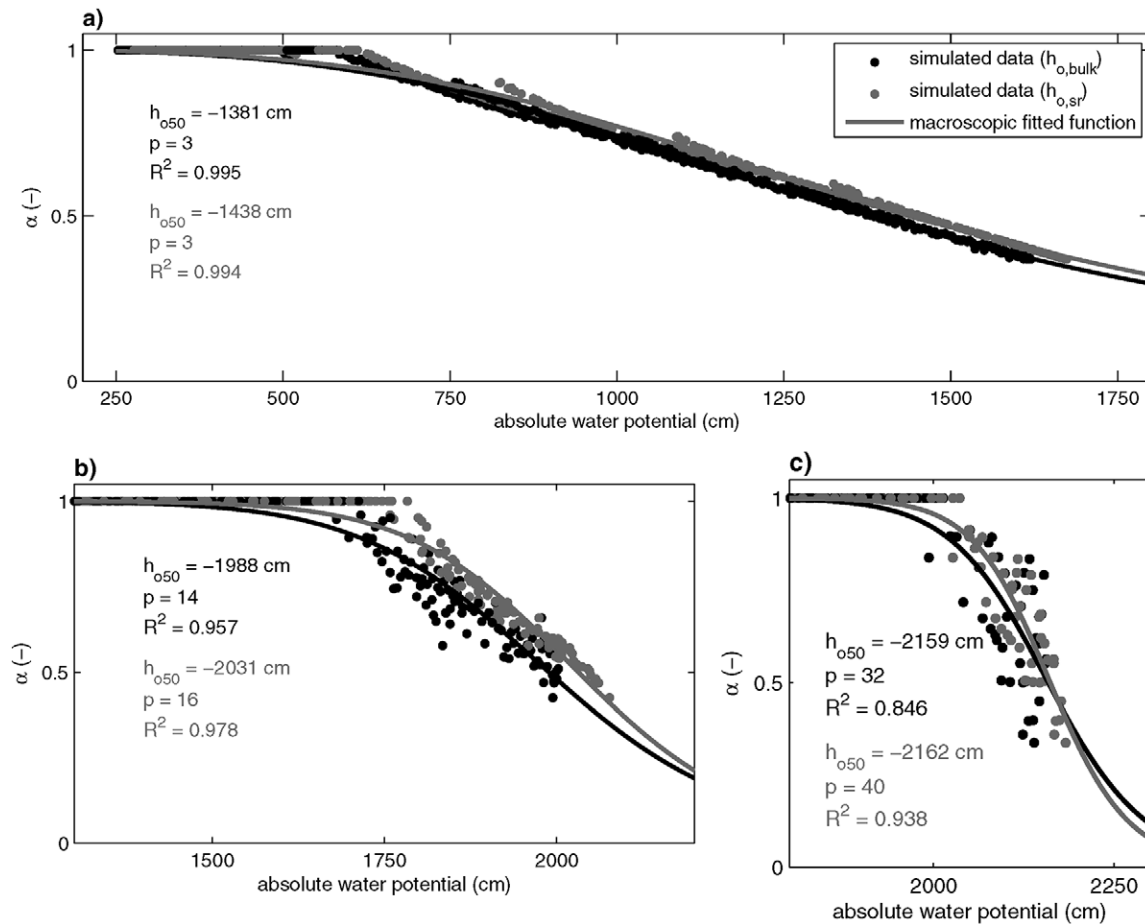 a)
1
0.5
0
α (−)
h_o50 = −1381 cm
p = 3
R² = 0.995
h_o50 = −1438 cm
p = 3
R² = 0.994
simulated data (h_o,bulk)
simulated data (h_o,sr)
macroscopic fitted function
250 500 750 1000 1250 1500 1750
absolute water potential (cm)
b)
1
0.5
0
α (−)
h_o50 = −1988 cm
p = 14
R² = 0.957
h_o50 = −2031 cm
p = 16
R² = 0.978
1500 1750 2000
absolute water potential (cm)
c)
1
0.5
0
α (−)
h_o50 = −2159 cm
p = 32
R² = 0.846
h_o50 = −2162 cm
p = 40
R² = 0.938
2000 2250
absolute water potential (cm)